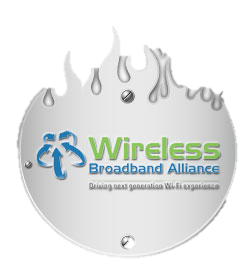 Wireless
Broadband Alliance
Driving next generation Wi-Fi experience